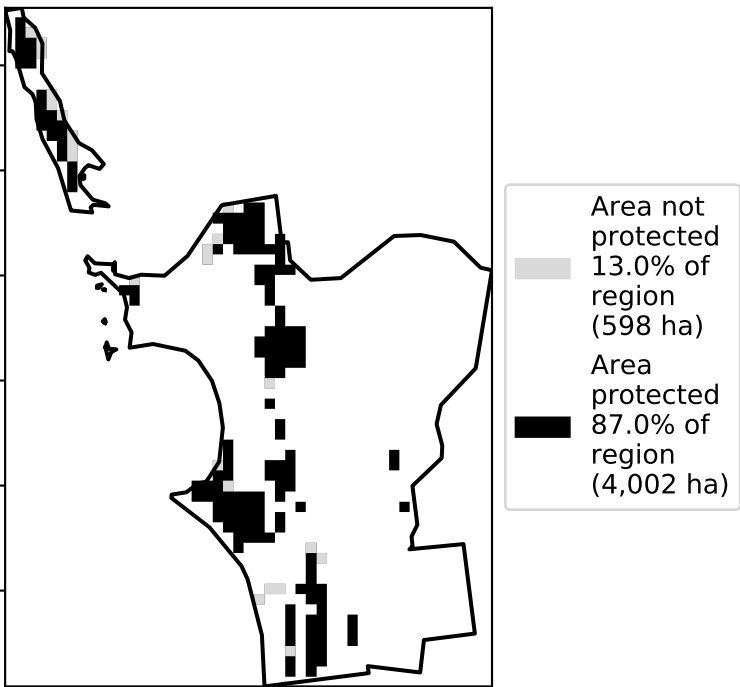 Area not
protected
13.0% of
region
(598 ha)
Area
protected
87.0% of
region
(4,002 ha)